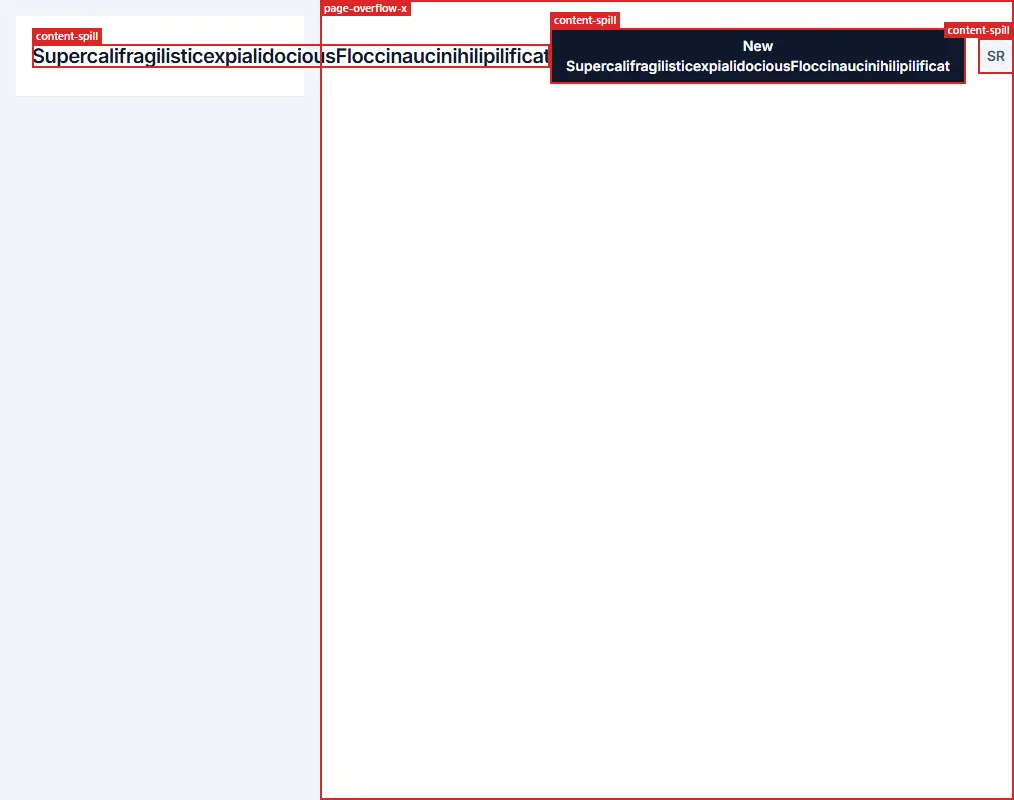 page-overflow-x
content-spill
content-spill
content-spill
SupercalifragilisticexpialidociousFloccinaucinihilipilificat
New
SupercalifragilisticexpialidociousFloccinaucinihilipilificat
SR